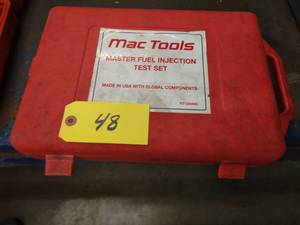 mac Tools
MASTER FUEL INJECTION
TEST SET
MADE IN USA WITH GLOBAL COMPONENTS
48